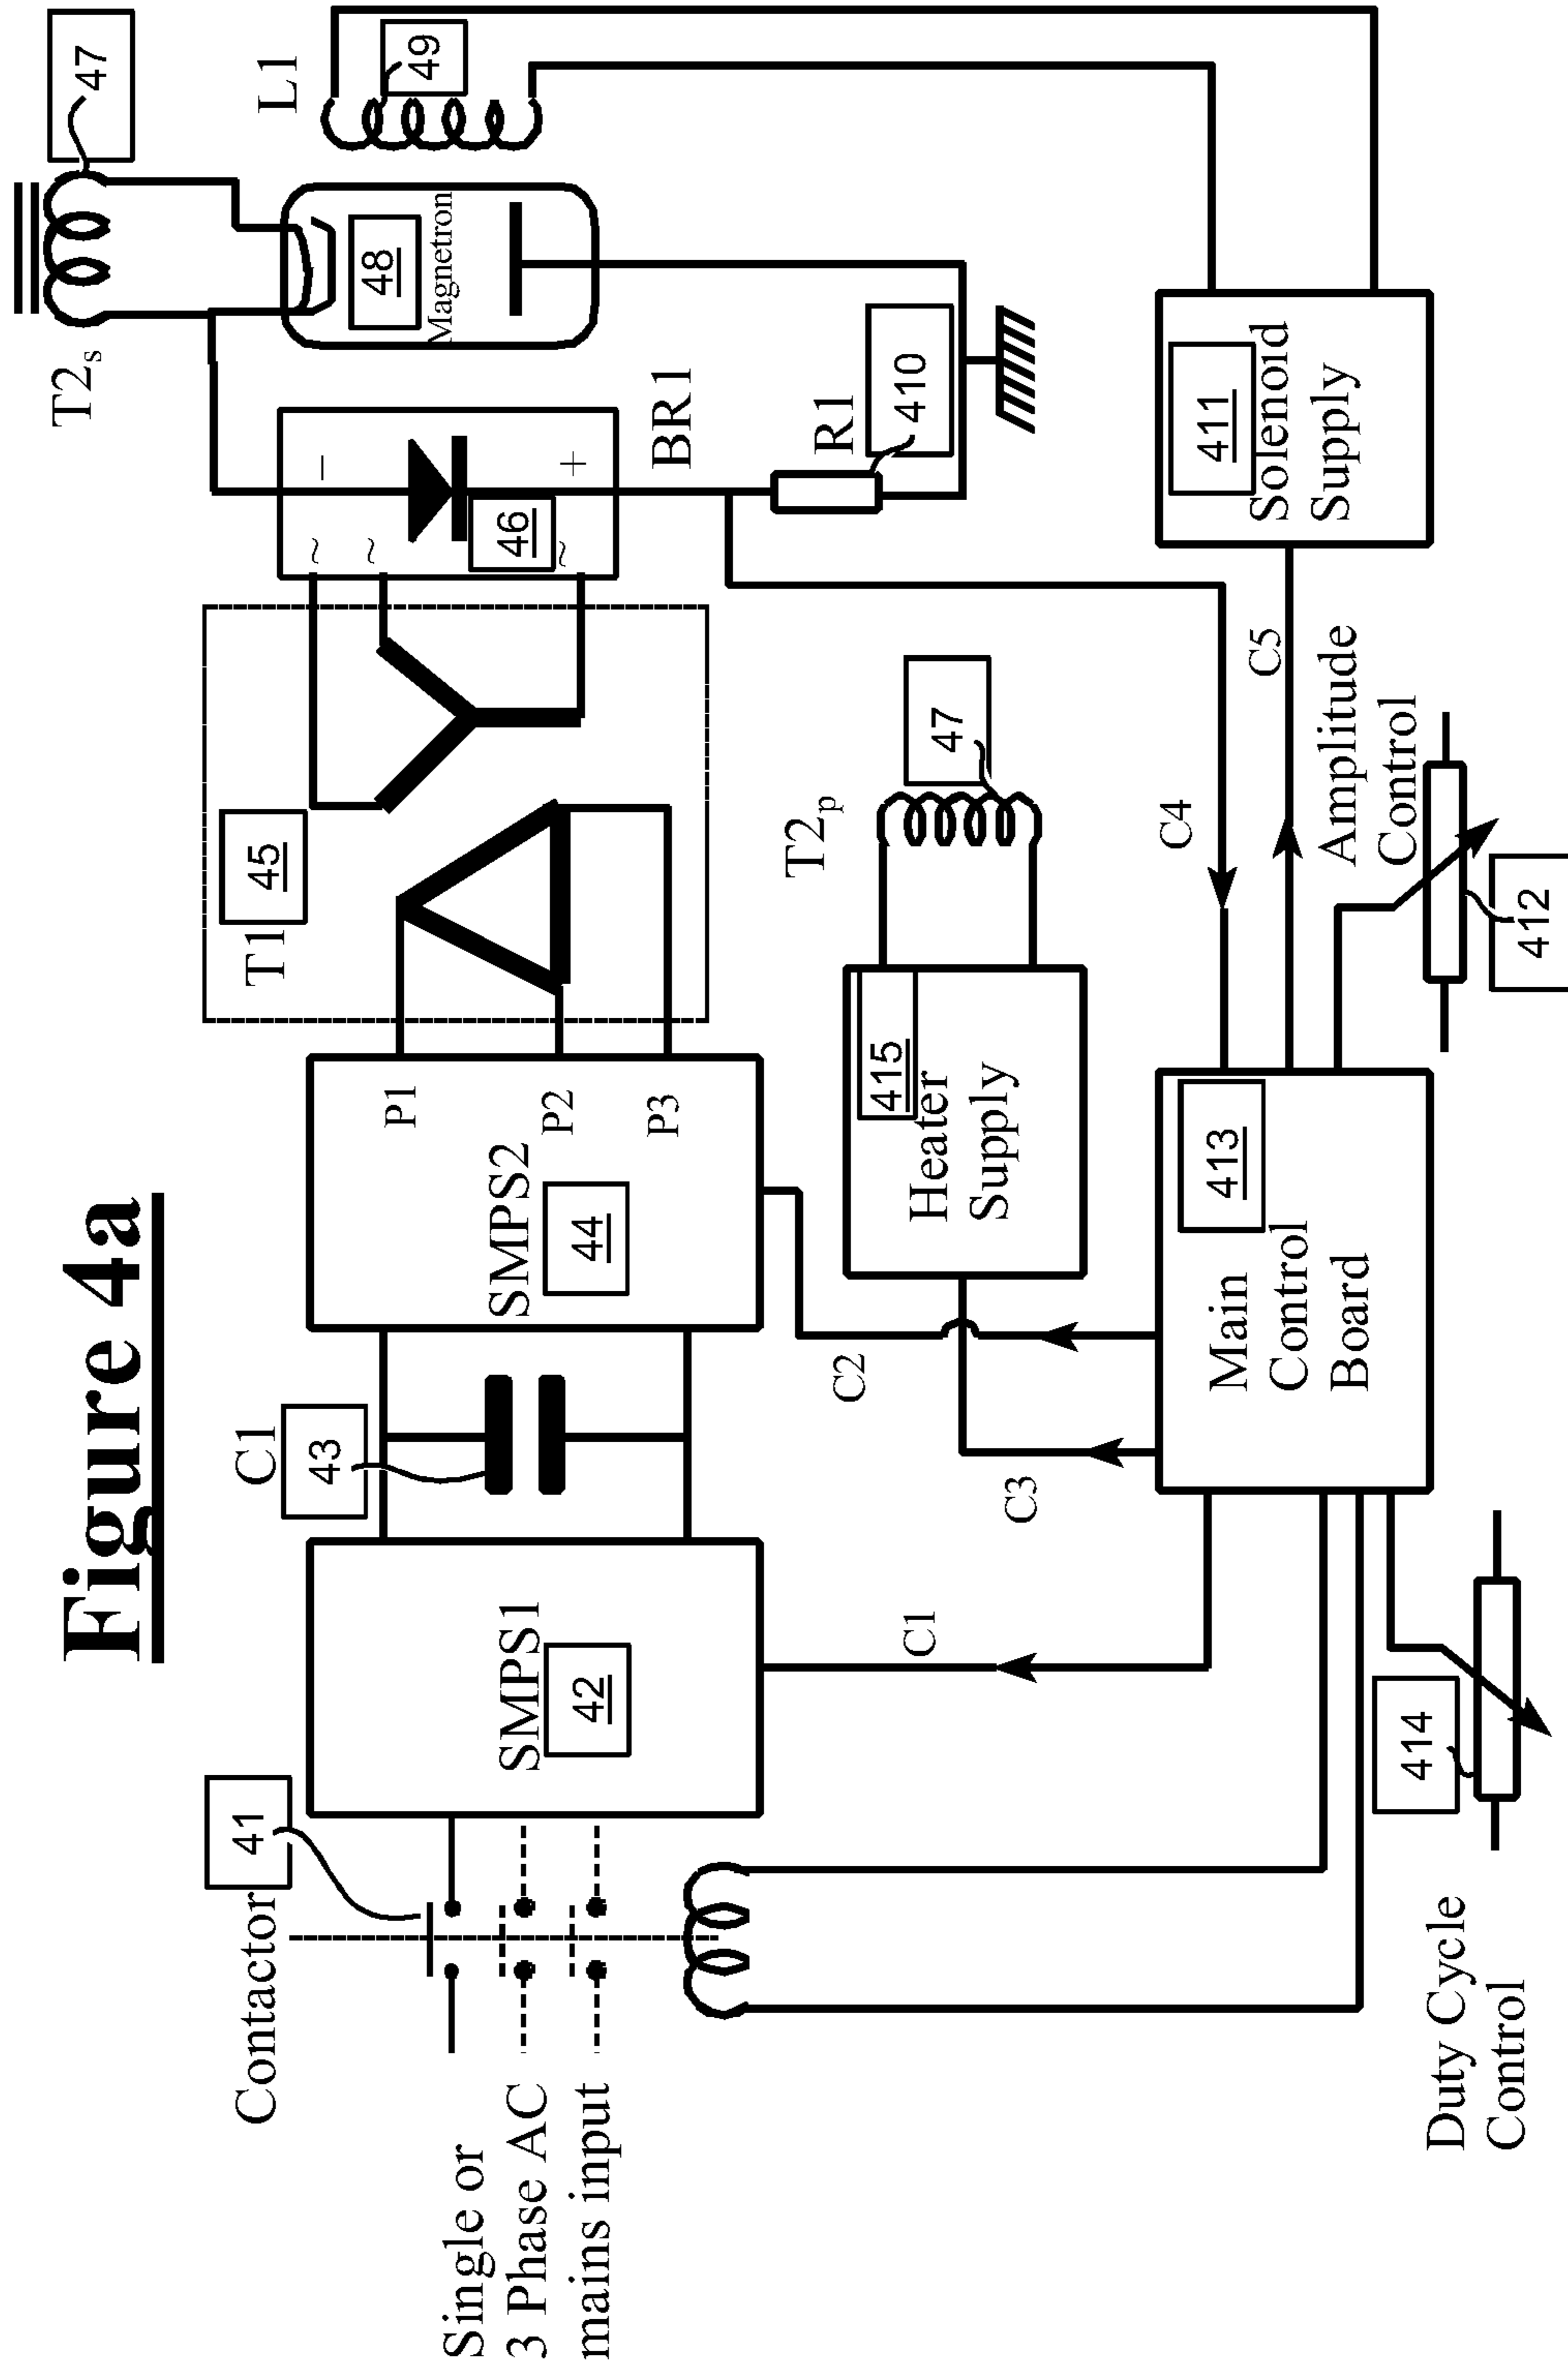 Figure 4a
Contactor
41
Single or
3 Phase AC
mains input
SMPS1
42
C1
43
SMPS2
44
P1
P2
P3
T1
45
~
~
~
−
+
46
BR1
T2s
47
48
Magnetron
L1
49
R1
410
T2p
47
415
Heater
Supply
C1
C3
C2
C4
C5
413
Main
Control
Board
411
Solenoid
Supply
Amplitude
Control
412
414
Duty Cycle
Control